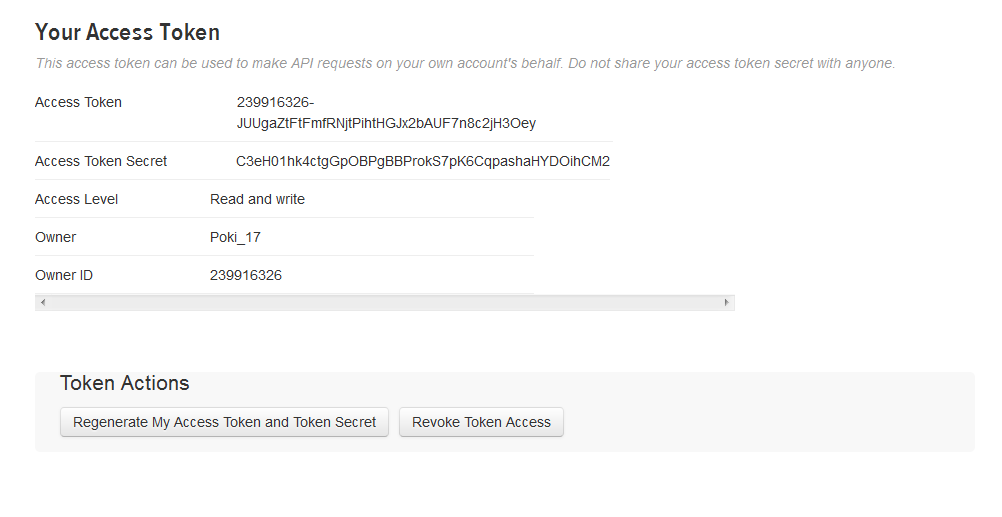 Your Access Token
This access token can be used to make API requests on your own account's behalf. Do not share your access token secret with anyone.
Access Token 239916326-
JUUgaZtFtFmfRNjtPihtHGJx2bAUF7n8c2jH3Oey
Access Token Secret C3eH01hk4ctgGpOBPgBBProkS7pK6CqpashaHYDOihCM2
Access Level Read and write
Owner Poki_17
Owner ID 239916326
Token Actions
Regenerate My Access Token and Token Secret Revoke Token Access